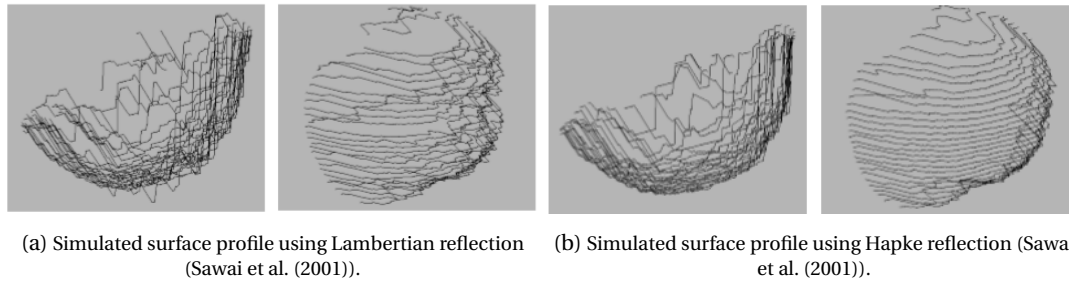 (a) Simulated surface profile using Lambertian reflection
(Sawai et al. (2001)).
(b) Simulated surface profile using Hapke reflection (Sawa
et al. (2001)).